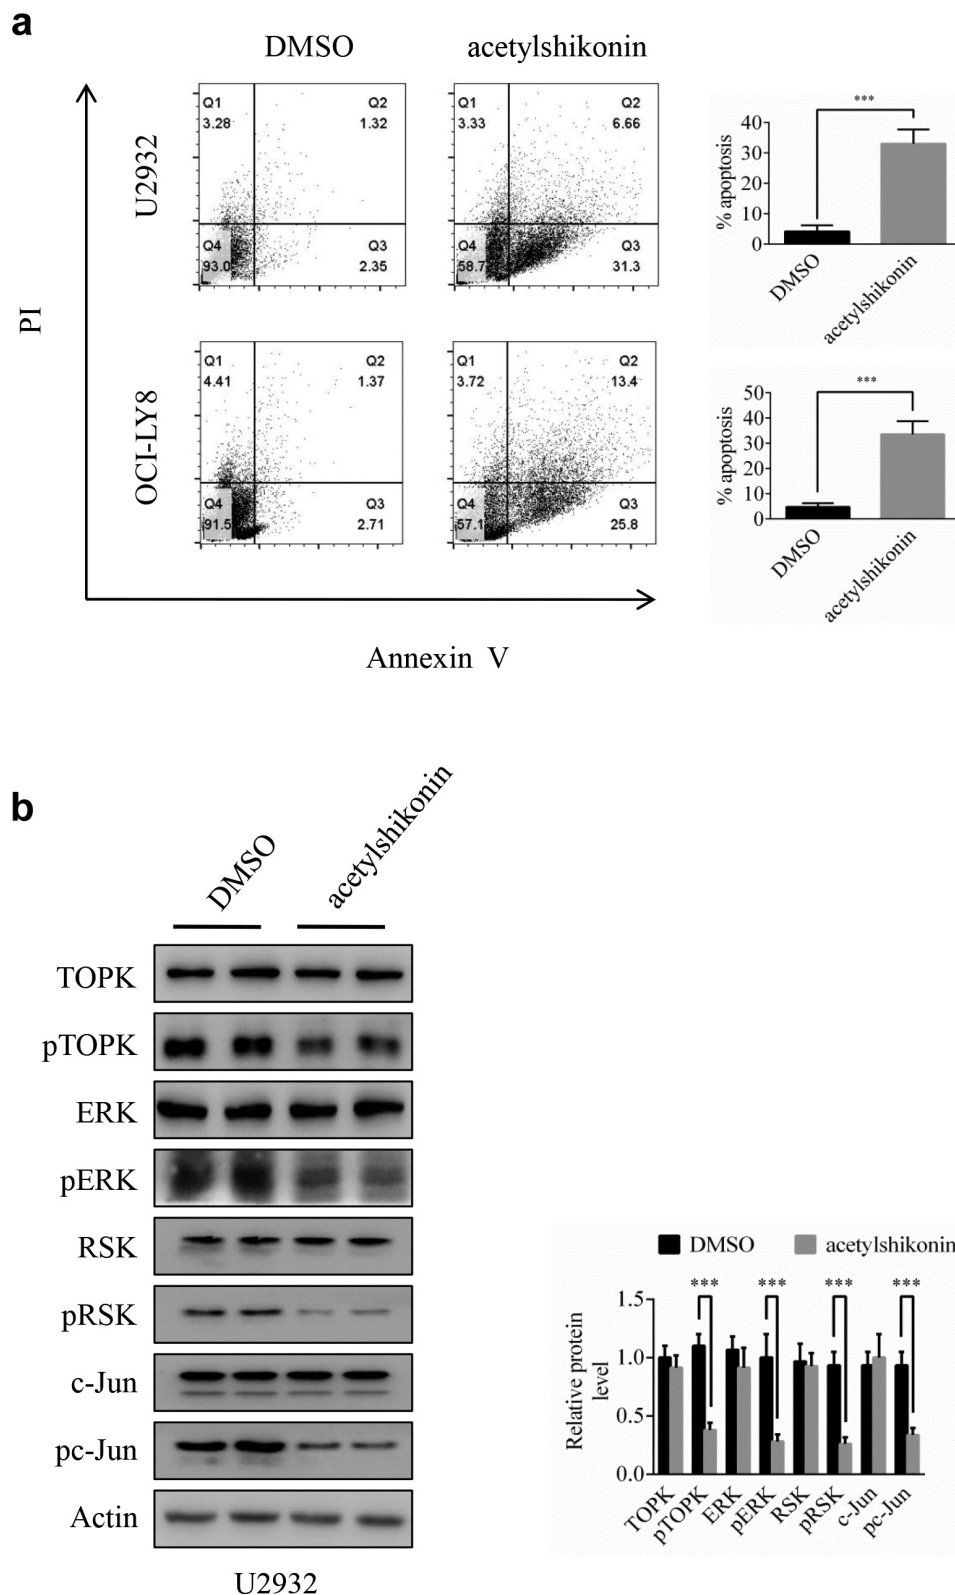 a
DMSO
acetylshikonin
U2932
Q1
3.28
Q2
1.32
Q4
93.0
Q3
2.35
Q1
3.33
Q2
6.66
Q4
58.7
Q3
31.3
***
% apoptosis
40
30
20
10
0
DMSO
acetylshikonin
PI
OCI-LY8
Q1
4.41
Q2
1.37
Q4
91.5
Q3
2.71
Q1
3.72
Q2
13.4
Q4
57.1
Q3
25.8
***
% apoptosis
50
40
30
20
10
0
DMSO
acetylshikonin
Annexin V
b
DMSO
acetylshikonin
TOPK
pTOPK
ERK
pERK
RSK
pRSK
c-Jun
pc-Jun
Actin
U2932
DMSO
acetylshikonin
*** *** *** ***
Relative protein
level
1.5
1.0
0.5
0.0
TOPK
pTOPK
ERK
pERK
RSK
pRSK
c-Jun
pc-Jun